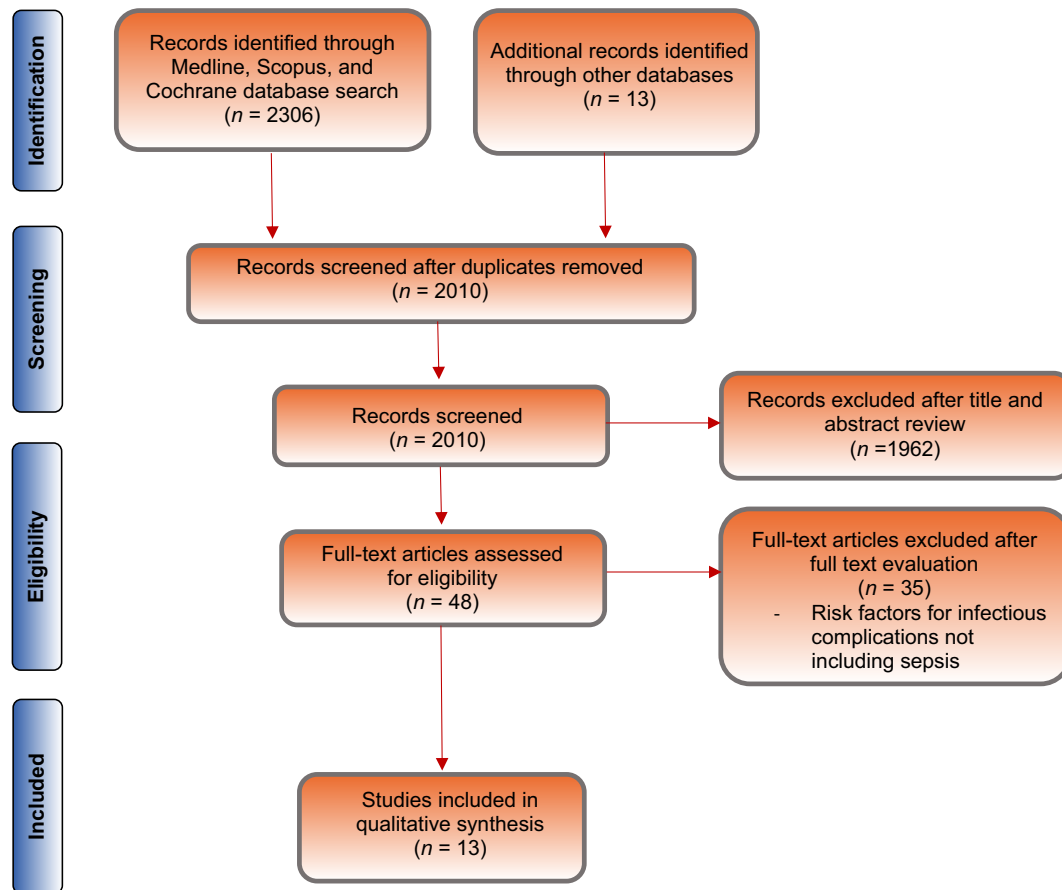 Identification
Records identified through
Medline, Scopus, and
Cochrane database search
(n = 2306)
Additional records identified
through other databases
(n = 13)
Screening
Records screened after duplicates removed
(n = 2010)
Records screened
(n = 2010)
Records excluded after title and
abstract review
(n =1962)
Eligibility
Full-text articles assessed
for eligibility
(n = 48)
Full-text articles excluded after
full text evaluation
(n = 35)
- Risk factors for infectious
complications not
including sepsis
Included
Studies included in
qualitative synthesis
(n = 13)